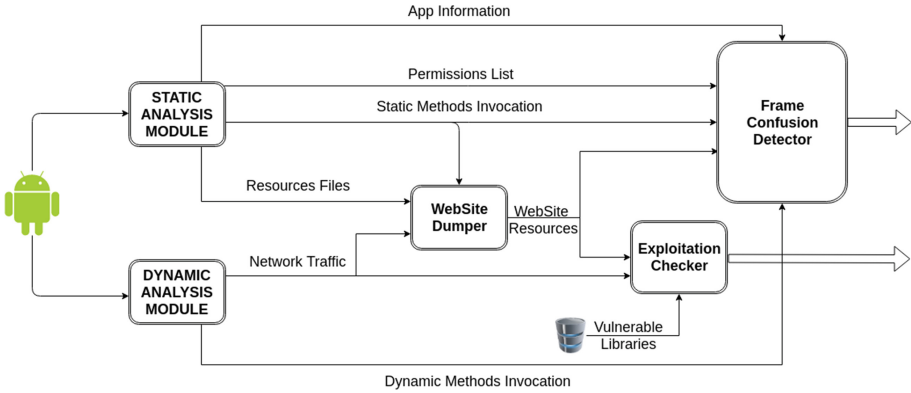 App Information
Permissions List
STATIC
ANALYSIS
MODULE
Static Methods Invocation
Frame
Confusion
Detector
Resources Files
WebSite
Dumper
WebSite
Resources
Exploitation
Checker
Network Traffic
DYNAMIC
ANALYSIS
MODULE
Vulnerable
Libraries
Dynamic Methods Invocation